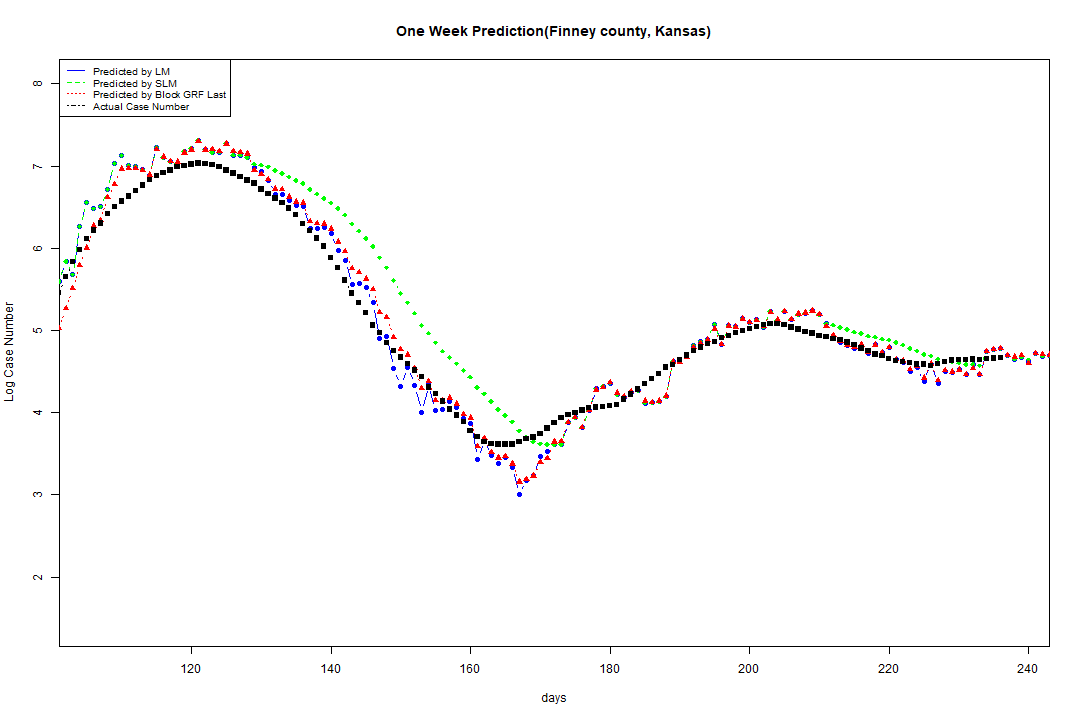 One Week Prediction(Finney county, Kansas)
Predicted by LM
Predicted by SLM
Predicted by Block GRF Last
Actual Case Number
8
7
6
5
4
3
2
Log Case Number
120 140 160 180 200 220 240
days